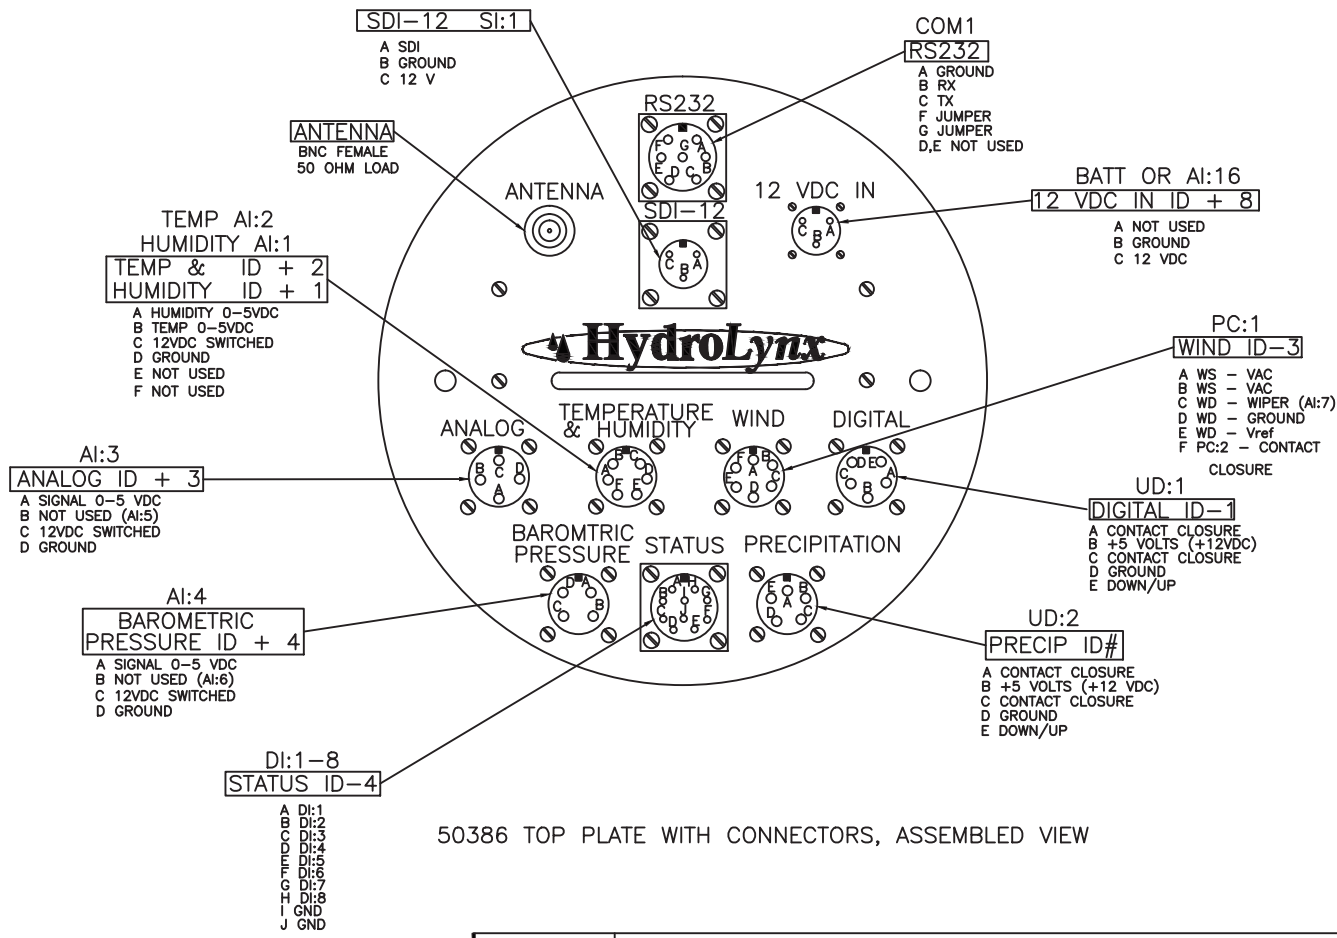 SDI-12 SI:1
A SDI
B GROUND
C 12 V
COM1
RS232
A GROUND
B RX
C TX
F JUMPER
G JUMPER
D,E NOT USED
ANTENNA
BNC FEMALE
50 OHM LOAD
BATT OR AI:16
12 VDC IN ID + 8
A NOT USED
B GROUND
C 12 VDC
TEMP AI:2
HUMIDITY AI:1
TEMP & ID + 2
HUMIDITY ID + 1
A HUMIDITY 0-5VDC
B TEMP 0-5VDC
C 12VDC SWITCHED
D GROUND
E NOT USED
F NOT USED
RS232
F G A
E D C B
ANTENNA
12 VDC IN
C B A
SDI-12
C B A
HydroLynx
PC:1
WIND ID-3
A WS - VAC
B WS - VAC
C WD - WIPER (AI:7)
D WD - GROUND
E WD - Vref
F PC:2 - CONTACT
CLOSURE
ANALOG
TEMPERATURE
& HUMIDITY
WIND
DIGITAL
B C D
A
B C
A D
F E
F B
E A C
D
D E
C A
B
AI:3
ANALOG ID + 3
A SIGNAL 0-5 VDC
B NOT USED (AI:5)
C 12VDC SWITCHED
D GROUND
UD:1
DIGITAL ID-1
A CONTACT CLOSURE
B +5 VOLTS (+12VDC)
C CONTACT CLOSURE
D GROUND
E DOWN/UP
BAROMTRIC
PRESSURE
STATUS
PRECIPITATION
D A
C B
A H
B I G
C J F
D E
E B
A
D C
AI:4
BAROMETRIC
PRESSURE ID + 4
A SIGNAL 0-5 VDC
B NOT USED (AI:6)
C 12VDC SWITCHED
D GROUND
UD:2
PRECIP ID#
A CONTACT CLOSURE
B +5 VOLTS (+12 VDC)
C CONTACT CLOSURE
D GROUND
E DOWN/UP
DI:1-8
STATUS ID-4
A DI:1
B DI:2
C DI:3
D DI:4
E DI:5
F DI:6
G DI:7
H DI:8
I GND
J GND
50386 TOP PLATE WITH CONNECTORS, ASSEMBLED VIEW